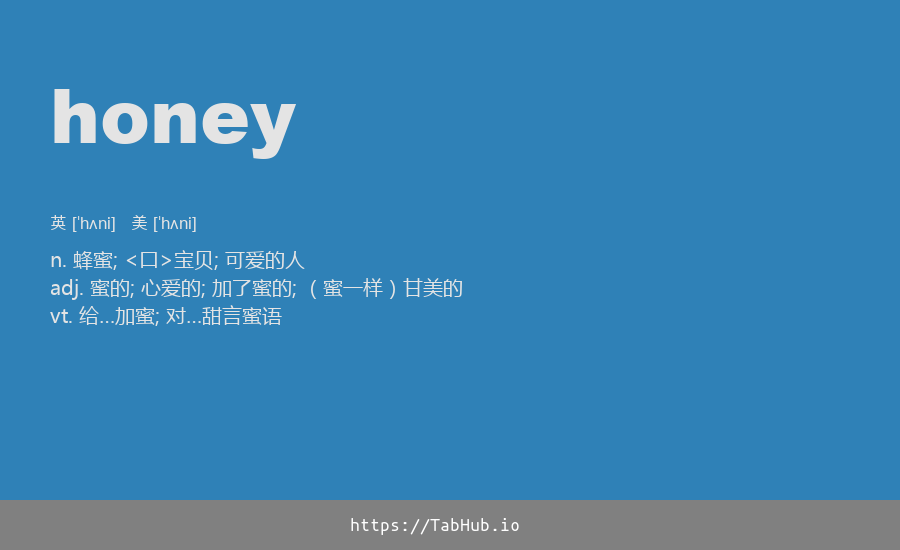 honey
英 ['hʌni] 美 ['hʌni]
n. 蜂蜜; <口>宝贝; 可爱的人
adj. 蜜的; 心爱的; 加了蜜的; （蜜一样）甘美的
vt. 给…加蜜; 对…甜言蜜语
https://TabHub.io